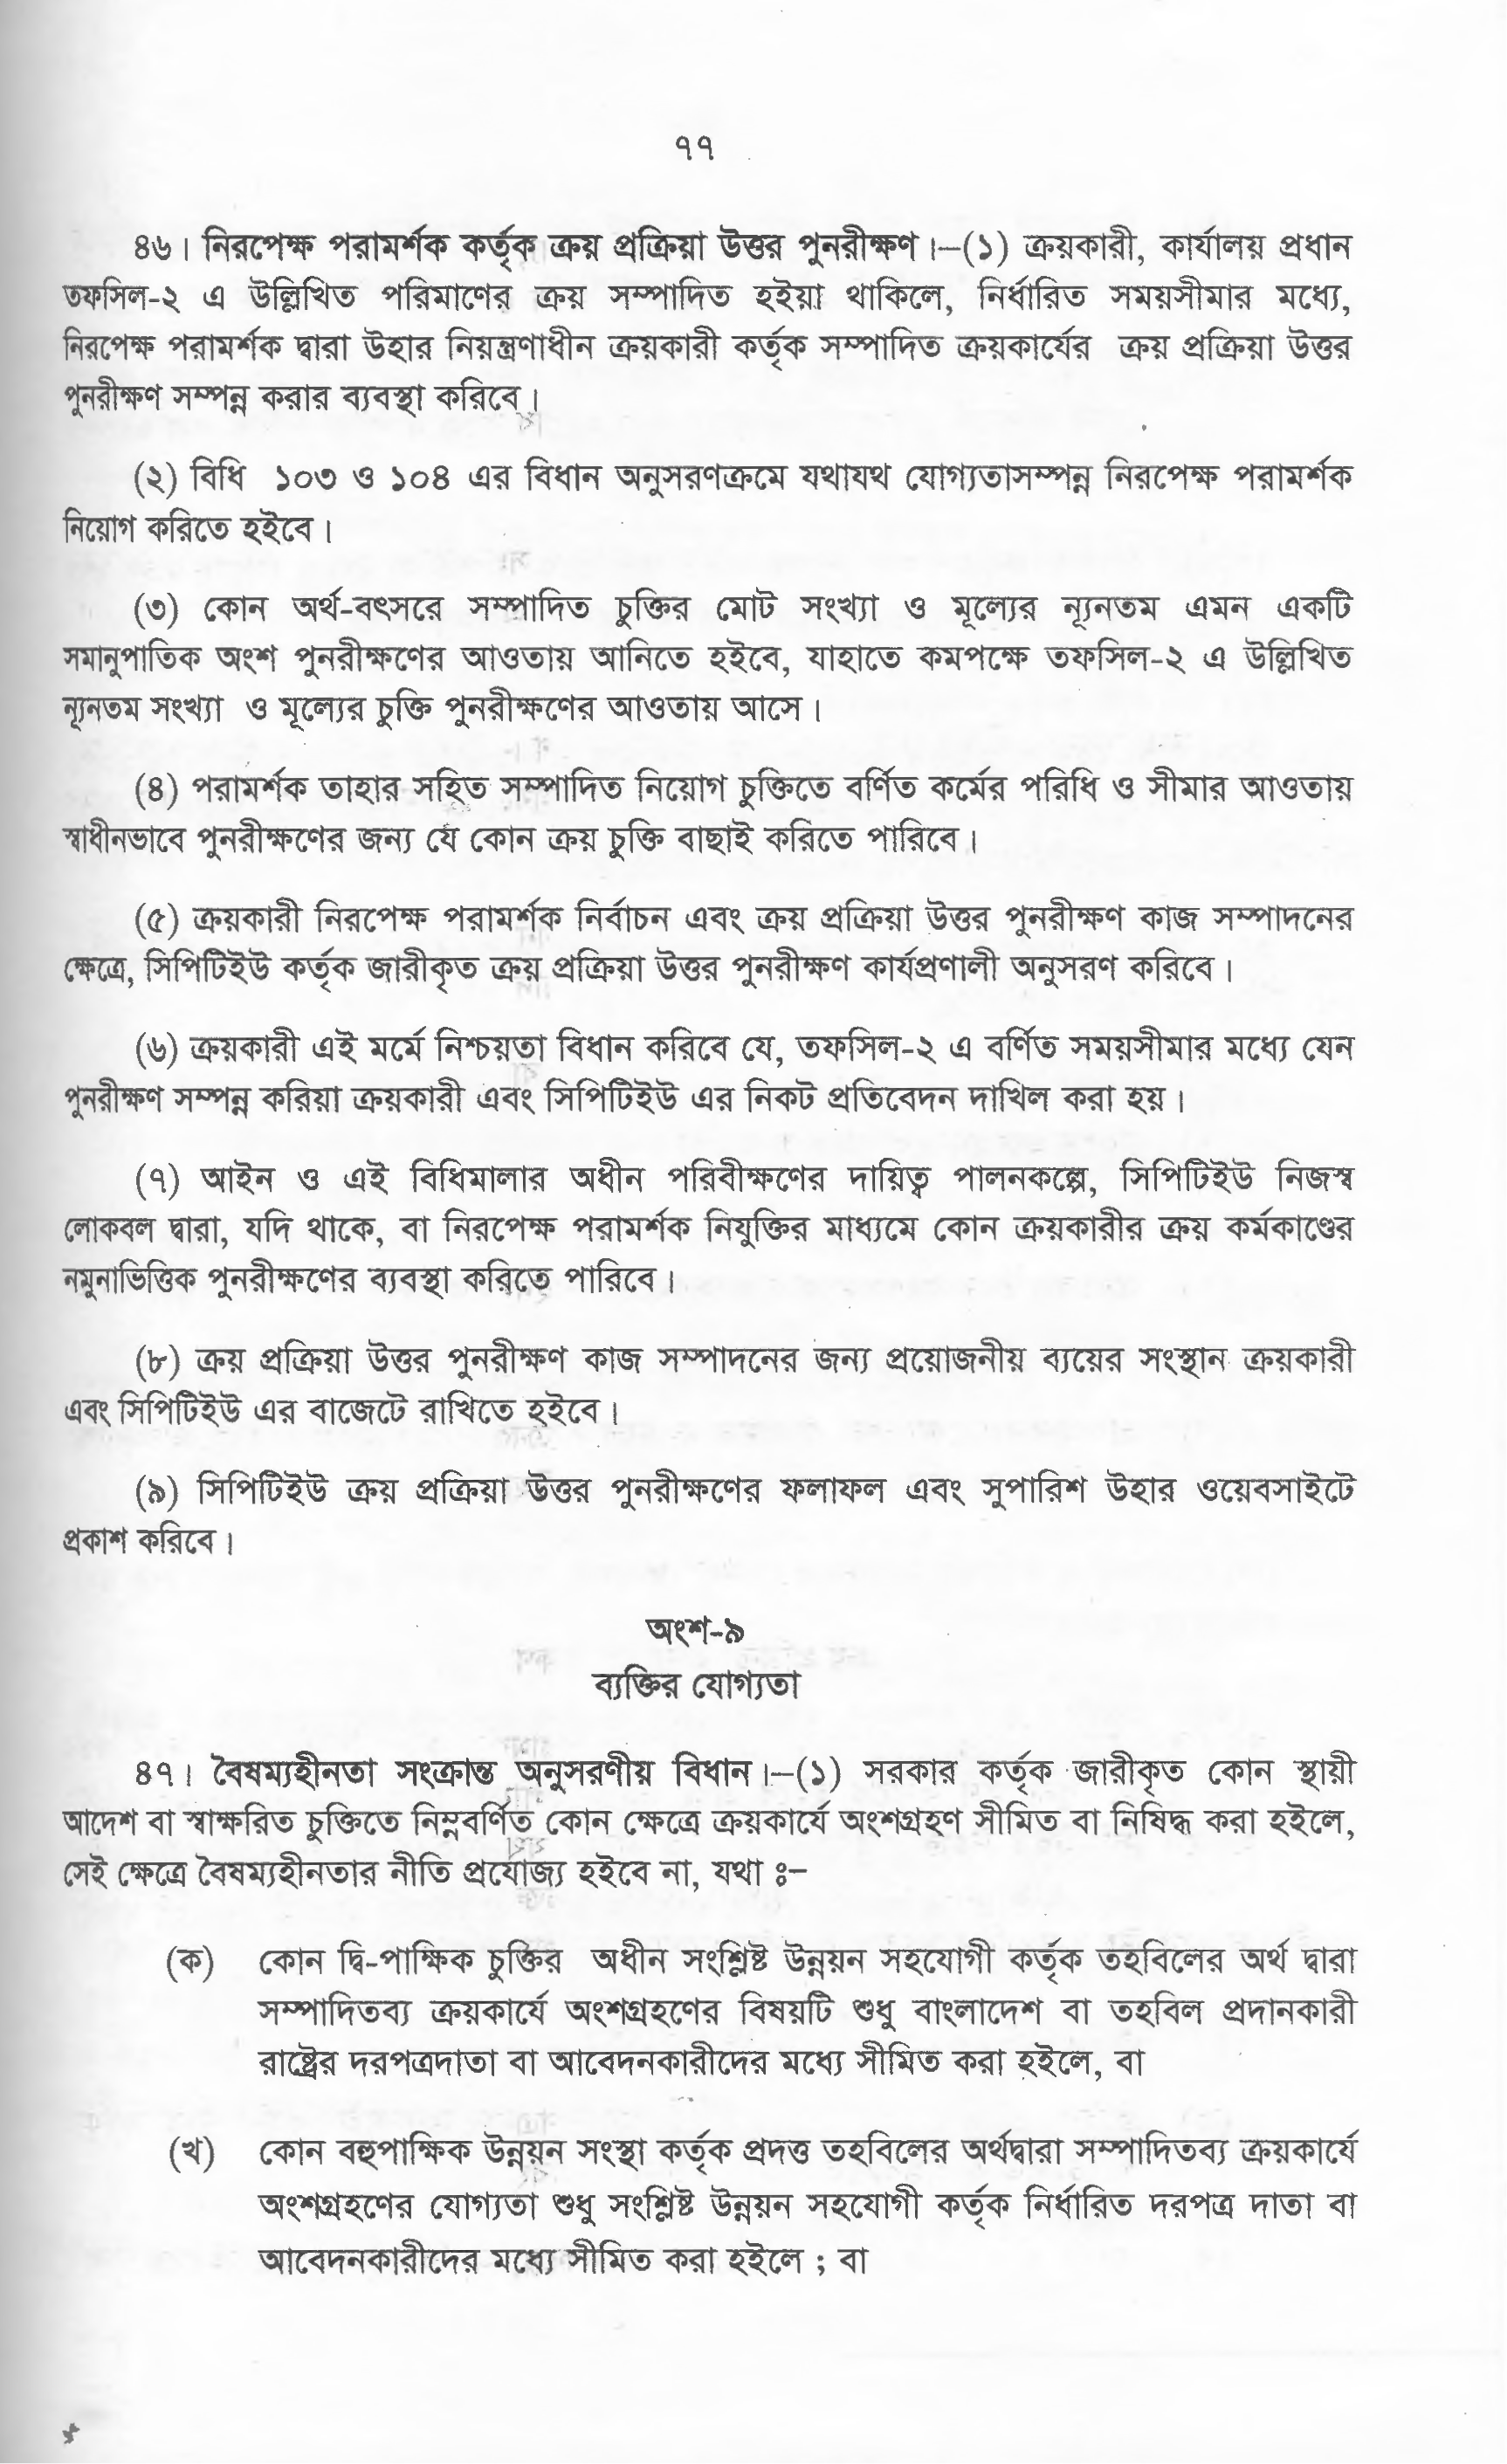 ৭৭
৪৬। নিরপেক্ষ পরামর্শক কর্তৃক ক্রয় প্রক্রিয়া উত্তর পুনরীক্ষণ।–(১) ক্রয়কারী, কার্যালয় প্রধান
তফসিল-২ এ উল্লিখিত পরিমাণের ক্রয় সম্পাদিত হইয়া থাকিলে, নির্ধারিত সময়সীমার মধ্যে,
নিরপেক্ষ পরামর্শক দ্বারা উহার নিয়ন্ত্রণাধীন ক্রয়কারী কর্তৃক সম্পাদিত ক্রয়কার্যের ক্রয় প্রক্রিয়া উত্তর
পুনরীক্ষণ সম্পন্ন করার ব্যবস্থা করিবে।
(২) বিধি ১০৩ ও ১০৪ এর বিধান অনুসরণক্রমে যথাযথ যোগ্যতাসম্পন্ন নিরপেক্ষ পরামর্শক
নিয়োগ করিতে হইবে।
(৩) কোন অর্থ-বৎসরে সম্পাদিত চুক্তির মোট সংখ্যা ও মূল্যের ন্যূনতম এমন একটি
সমানুপাতিক অংশ পুনরীক্ষণের আওতায় আনিতে হইবে, যাহাতে কমপক্ষে তফসিল-২ এ উল্লিখিত
ন্যূনতম সংখ্যা ও মূল্যের চুক্তি পুনরীক্ষণের আওতায় আসে।
(৪) পরামর্শক তাহার সহিত সম্পাদিত নিয়োগ চুক্তিতে বর্ণিত কর্মের পরিধি ও সীমার আওতায়
স্বাধীনভাবে পুনরীক্ষণের জন্য যে কোন ক্রয় চুক্তি বাছাই করিতে পারিবে।
(৫) ক্রয়কারী নিরপেক্ষ পরামর্শক নির্বাচন এবং ক্রয় প্রক্রিয়া উত্তর পুনরীক্ষণ কাজ সম্পাদনের
ক্ষেত্রে, সিপিটিইউ কর্তৃক জারীকৃত ক্রয় প্রক্রিয়া উত্তর পুনরীক্ষণ কার্যপ্রণালী অনুসরণ করিবে।
(৬) ক্রয়কারী এই মর্মে নিশ্চয়তা বিধান করিবে যে, তফসিল-২ এ বর্ণিত সময়সীমার মধ্যে যেন
পুনরীক্ষণ সম্পন্ন করিয়া ক্রয়কারী এবং সিপিটিইউ এর নিকট প্রতিবেদন দাখিল করা হয়।
(৭) আইন ও এই বিধিমালার অধীন পরিবীক্ষণের দায়িত্ব পালনকল্পে, সিপিটিইউ নিজস্ব
লোকবল দ্বারা, যদি থাকে, বা নিরপেক্ষ পরামর্শক নিযুক্তির মাধ্যমে কোন ক্রয়কারীর ক্রয় কর্মকাণ্ডের
নমুনাভিত্তিক পুনরীক্ষণের ব্যবস্থা করিতে পারিবে।
(৮) ক্রয় প্রক্রিয়া উত্তর পুনরীক্ষণ কাজ সম্পাদনের জন্য প্রয়োজনীয় ব্যয়ের সংস্থান ক্রয়কারী
এবং সিপিটিইউ এর বাজেটে রাখিতে হইবে।
(৯) সিপিটিইউ ক্রয় প্রক্রিয়া উত্তর পুনরীক্ষণের ফলাফল এবং সুপারিশ উহার ওয়েবসাইটে
প্রকাশ করিবে।
অংশ-৯
ব্যক্তির যোগ্যতা
৪৭। বৈষম্যহীনতা সংক্রান্ত অনুসরণীয় বিধান।–(১) সরকার কর্তৃক জারীকৃত কোন স্থায়ী
আদেশ বা স্বাক্ষরিত চুক্তিতে নিম্নবর্ণিত কোন ক্ষেত্রে ক্রয়কার্যে অংশগ্রহণ সীমিত বা নিষিদ্ধ করা হইলে,
সেই ক্ষেত্রে বৈষম্যহীনতার নীতি প্রযোজ্য হইবে না, যথা ঃ–
(ক) কোন দ্বি-পাক্ষিক চুক্তির অধীন সংশ্লিষ্ট উন্নয়ন সহযোগী কর্তৃক তহবিলের অর্থ দ্বারা
সম্পাদিতব্য ক্রয়কার্যে অংশগ্রহণের বিষয়টি শুধু বাংলাদেশ বা তহবিল প্রদানকারী
রাষ্ট্রের দরপত্রদাতা বা আবেদনকারীদের মধ্যে সীমিত করা হইলে, বা
(খ) কোন বহুপাক্ষিক উন্নয়ন সংস্থা কর্তৃক প্রদত্ত তহবিলের অর্থদ্বারা সম্পাদিতব্য ক্রয়কার্যে
অংশগ্রহণের যোগ্যতা শুধু সংশ্লিষ্ট উন্নয়ন সহযোগী কর্তৃক নির্ধারিত দরপত্র দাতা বা
আবেদনকারীদের মধ্যে সীমিত করা হইলে ; বা